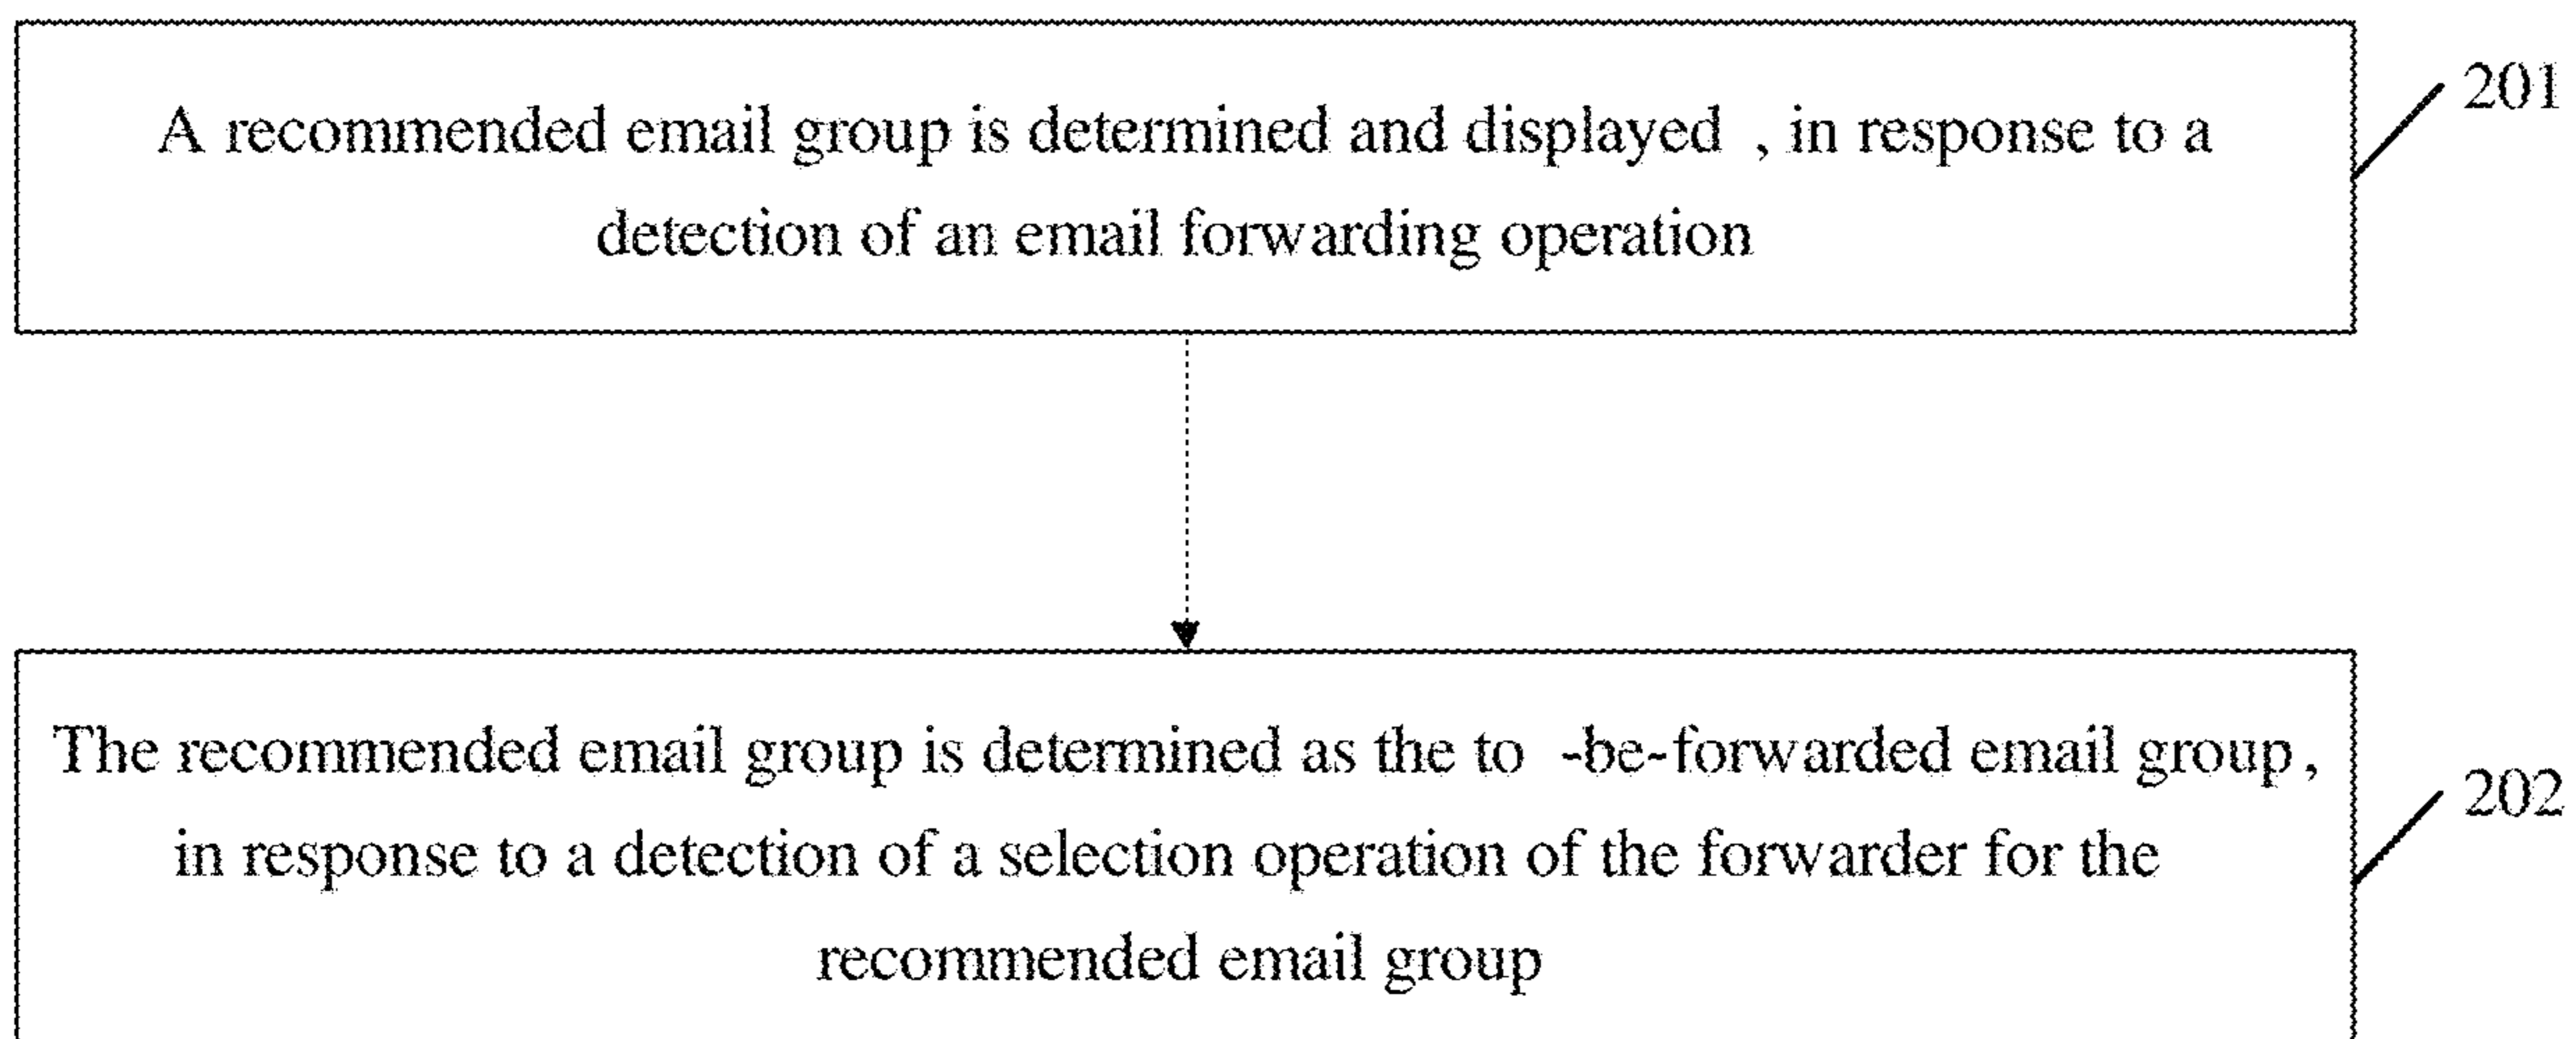 A recommended email group is determined and displayed , in response to a
detection of an email forwarding operation
201
The recommended email group is determined as the to -be-forwarded email group,
in response to a detection of a selection operation of the forwarder for the
recommended email group
202